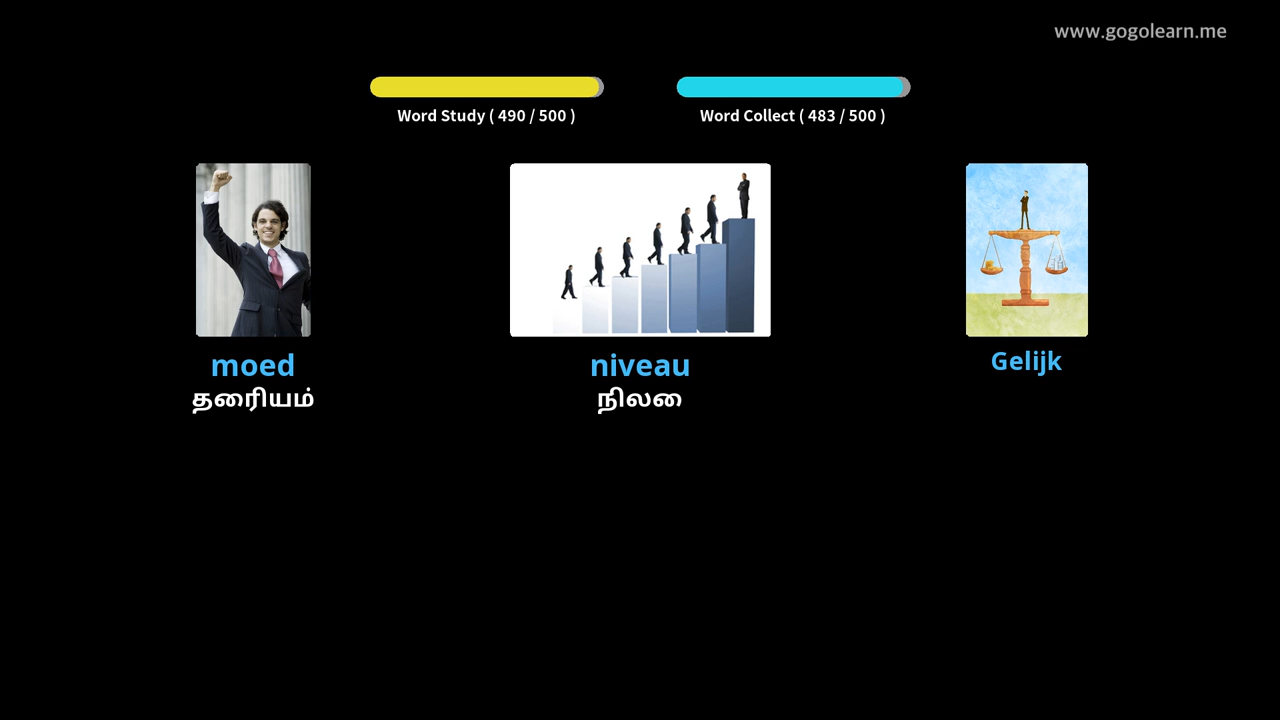 www.gogolearn.me
Word Study ( 490 / 500 )
Word Collect ( 483 / 500 )
moed
niveau
Gelijk
தைரியம்
நிலை